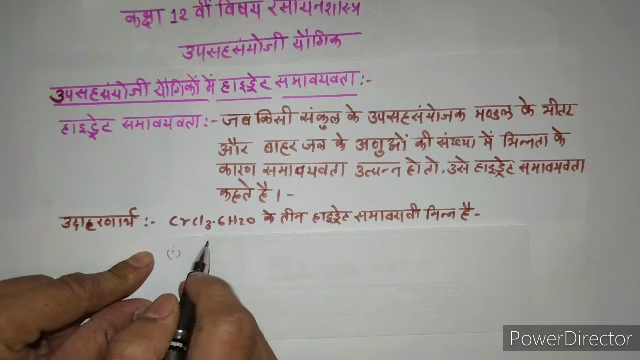 कक्षा 12 वीं विषय रसायनशास्त्र
उपसहसंयोजी यौगिक
उपसहसंयोजी यौगिकों में हाइड्रेट समावयवता :-
हाइड्रेट समावयवता :- जब किसी संकुल के उपसहसंयोजक मण्डल के भीतर
और बाहर जल के अणुओं की संख्या में भिन्नता के
कारण समावयवता उत्पन्न हो तो, उसे हाइड्रेट समावयवता
कहते है । -
उदाहरणार्थ :- CrCl3.6H2O के तीन हाइड्रेट समावयवी भिन्न है -
(i)
PowerDirector